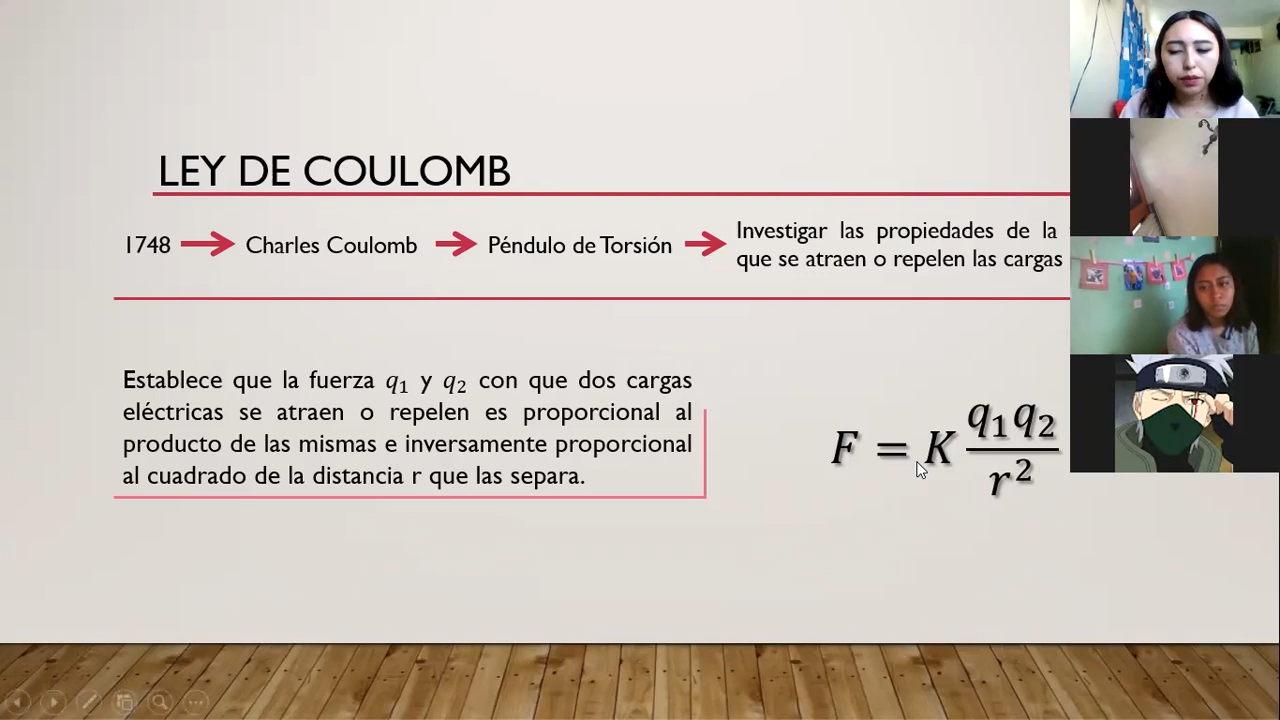 LEY DE COULOMB
1748 → Charles Coulomb → Péndulo de Torsión → Investigar las propiedades de la
que se atraen o repelen las cargas
Establece que la fuerza q₁ y q₂ con que dos cargas
eléctricas se atraen o repelen es proporcional al
producto de las mismas e inversamente proporcional
al cuadrado de la distancia r que las separa.
F = K q₁q₂ / r²